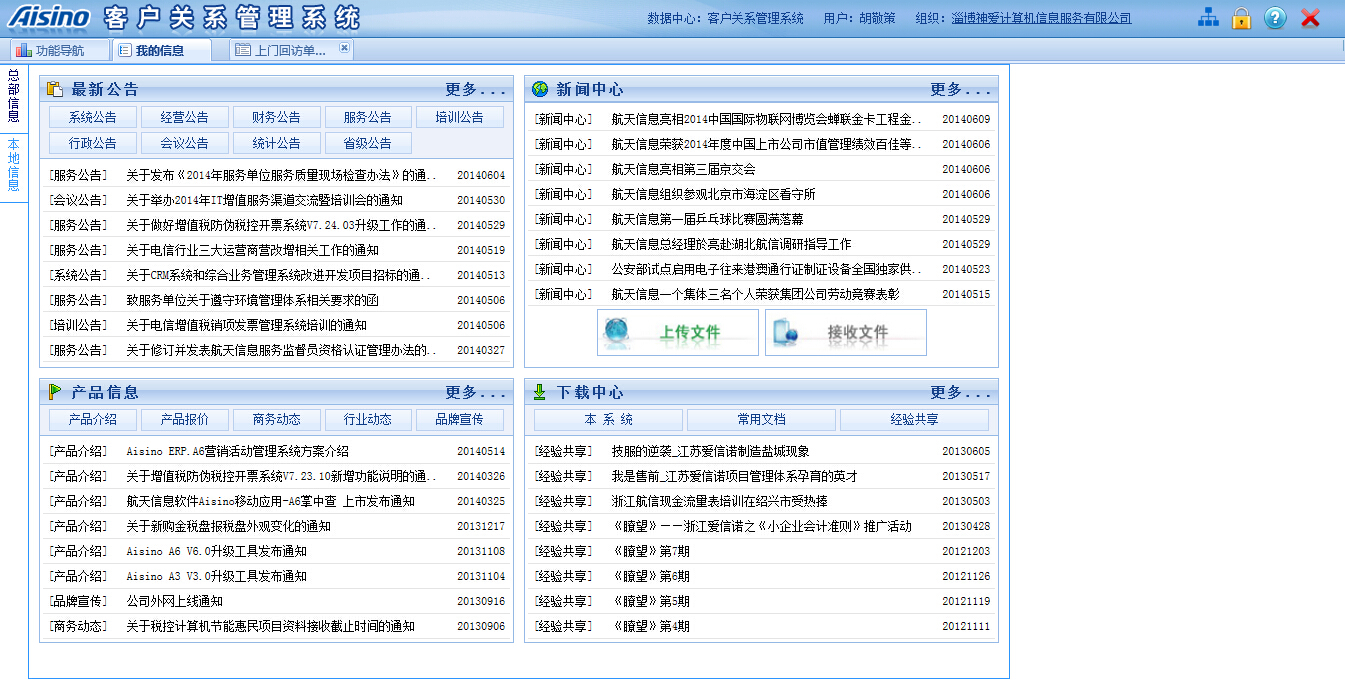 Aisino 客户关系管理系统
数据中心: 客户关系管理系统 用户: 胡敬策 组织: 淄博神爱计算机信息服务有限公司
功能导航 我的信息 上门回访单...
总部信息
本地信息
最新公告 更多...
系统公告 经营公告 财务公告 服务公告 培训公告
行政公告 会议公告 统计公告 省级公告
[服务公告] 关于发布《2014年服务单位服务质量现场检查办法》的通.. 20140604
[会议公告] 关于举办2014年IT增值服务渠道交流暨培训会的通知 20140530
[服务公告] 关于做好增值税防伪税控开票系统V7.24.03升级工作的通.. 20140529
[服务公告] 关于电信行业三大运营商营改增相关工作的通知 20140519
[系统公告] 关于CRM系统和综合业务管理系统改进开发项目招标的通.. 20140513
[服务公告] 致服务单位关于遵守环境管理体系相关要求的函 20140506
[培训公告] 关于电信增值税销项发票管理系统培训的通知 20140506
[服务公告] 关于修订并发表航天信息服务监督员资格认证管理办法的.. 20140327
新闻中心 更多...
[新闻中心] 航天信息亮相2014中国国际物联网博览会蝉联金卡工程金.. 20140609
[新闻中心] 航天信息荣获2014年度中国上市公司市值管理绩效百佳等.. 20140606
[新闻中心] 航天信息亮相第三届京交会 20140606
[新闻中心] 航天信息组织参观北京市海淀区看守所 20140606
[新闻中心] 航天信息第一届乒乓球比赛圆满落幕 20140529
[新闻中心] 航天信息总经理於亮赴湖北航信调研指导工作 20140529
[新闻中心] 公安部试点启用电子往来港澳通行证制证设备全国独家供.. 20140523
[新闻中心] 航天信息一个集体三名个人荣获集团公司劳动竞赛表彰 20140515
上传文件 接收文件
产品信息 更多...
产品介绍 产品报价 商务动态 行业动态 品牌宣传
[产品介绍] Aisino ERP.A6营销活动管理系统方案介绍 20140514
[产品介绍] 关于增值税防伪税控开票系统V7.23.10新增功能说明的通.. 20140326
[产品介绍] 航天信息软件Aisino移动应用-A6掌中查 上市发布通知 20140325
[产品介绍] 关于新购金税盘报税盘外观变化的通知 20131217
[产品介绍] Aisino A6 V6.0升级工具发布通知 20131108
[产品介绍] Aisino A3 V3.0升级工具发布通知 20131104
[品牌宣传] 公司外网上线通知 20130916
[商务动态] 关于税控计算机节能惠民项目资料接收截止时间的通知 20130906
下载中心 更多...
本 系 统 常用文档 经验共享
[经验共享] 技服的逆袭_江苏爱信诺制造盐城现象 20130605
[经验共享] 我是售前_江苏爱信诺项目管理体系孕育的英才 20130517
[经验共享] 浙江航信现金流量表培训在绍兴市受热捧 20130503
[经验共享] 《瞭望》——浙江爱信诺之《小企业会计准则》推广活动 20130428
[经验共享] 《瞭望》第7期 20121203
[经验共享] 《瞭望》第6期 20121126
[经验共享] 《瞭望》第5期 20121119
[经验共享] 《瞭望》第4期 20121111